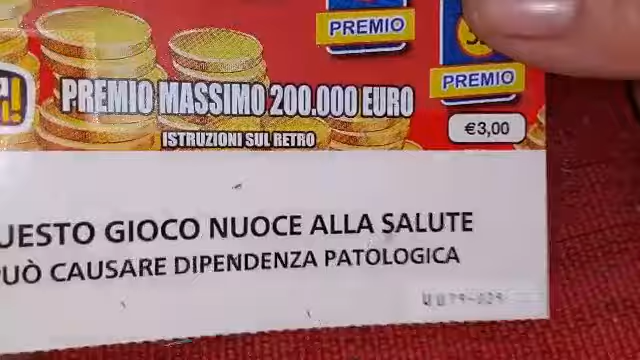 PREMIO
PREMIO
PREMIO MASSIMO 200.000 EURO
€3,00
ISTRUZIONI SUL RETRO
UESTO GIOCO NUOCE ALLA SALUTE
PUÒ CAUSARE DIPENDENZA PATOLOGICA